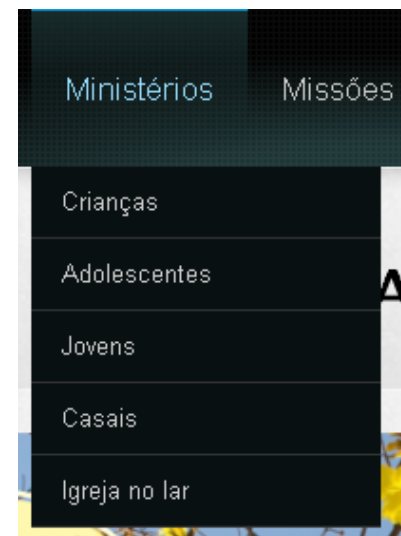 Ministérios Missões
Crianças
Adolescentes
A
Jovens
Casais
Igreja no lar